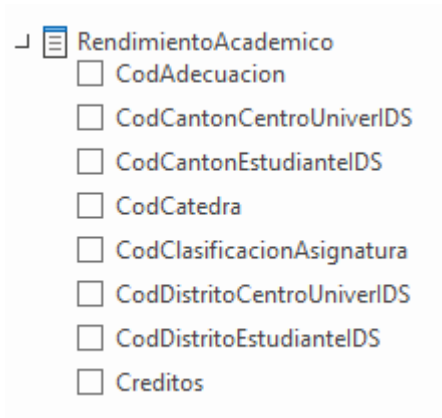 RendimientoAcademico
CodAdecuacion
CodCantonCentroUniverIDS
CodCantonEstudianteIDS
CodCatedra
CodClasificacionAsignatura
CodDistritoCentroUniverIDS
CodDistritoEstudianteIDS
Creditos